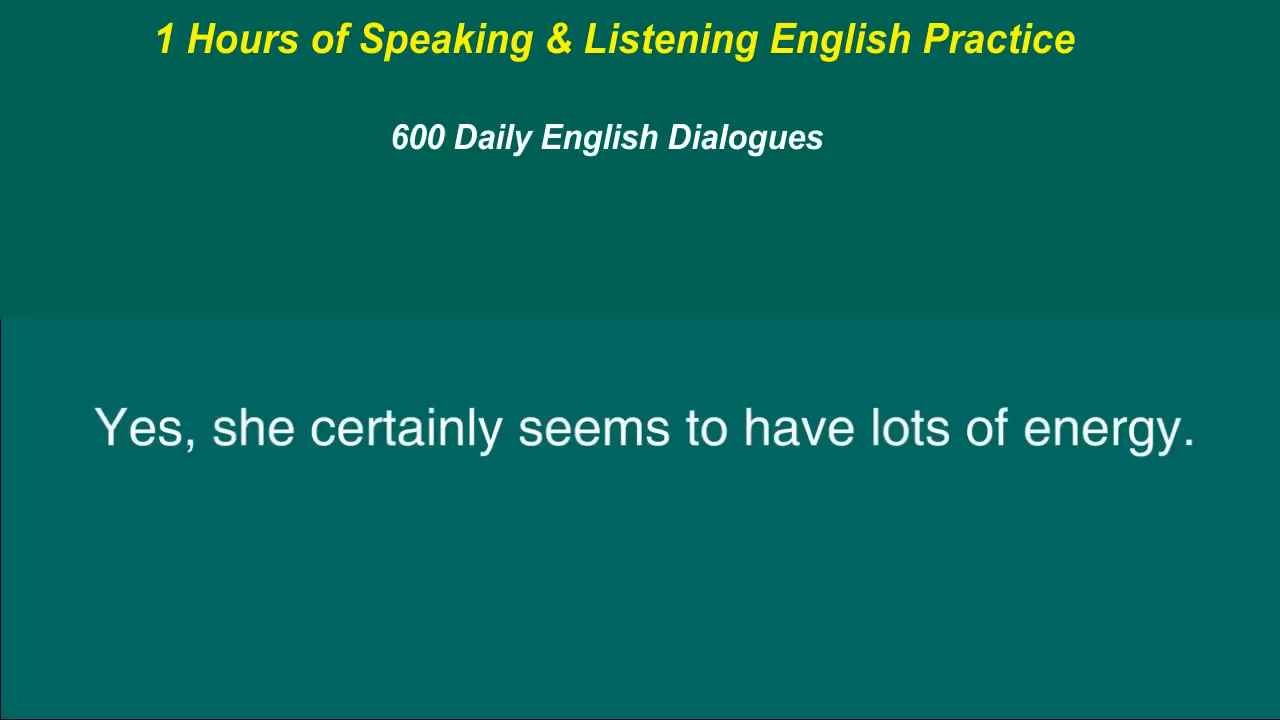 1 Hours of Speaking & Listening English Practice
600 Daily English Dialogues
Yes, she certainly seems to have lots of energy.